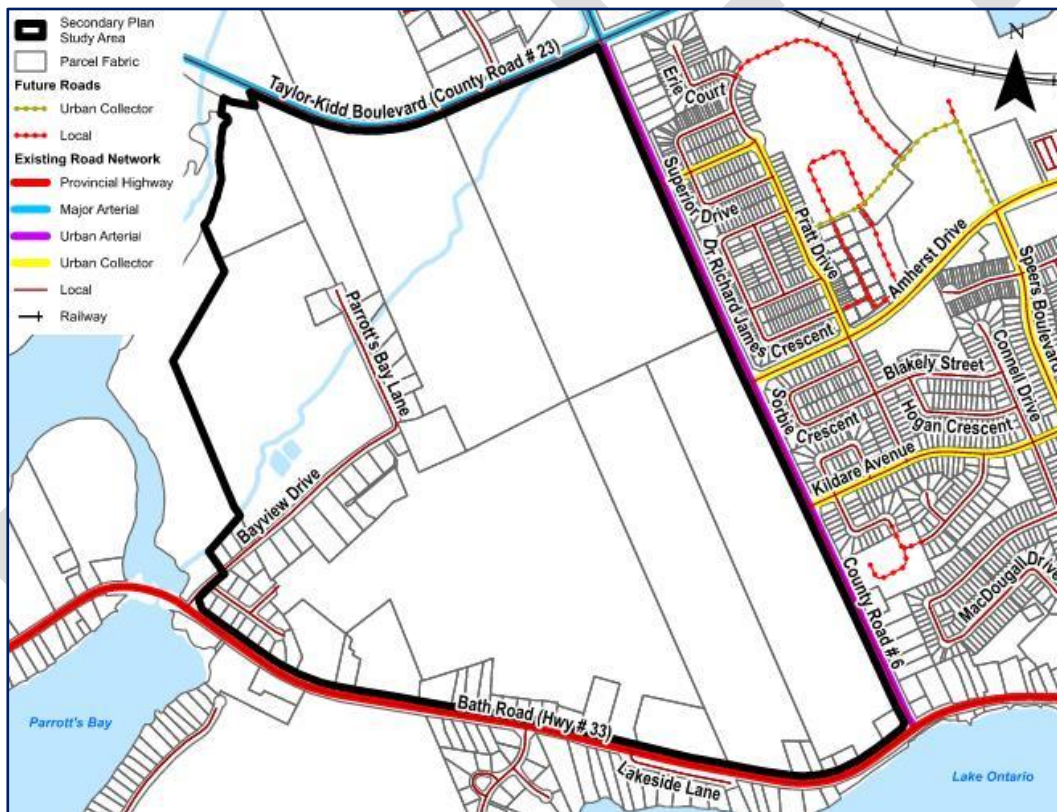 Secondary Plan
Study Area
Parcel Fabric
Future Roads
Urban Collector
Local
Existing Road Network
Provincial Highway
Major Arterial
Urban Arterial
Urban Collector
Local
Railway
N
Taylor-Kidd Boulevard (County Road # 23)
Erie
Court
Superior Drive
Pratt Drive
Dr Richard James
Crescent
Amherst Drive
Speers Boulevard
Parrott's Bay Lane
Blakely Street
Connell Drive
Sorbie
Crescent
Hogan Crescent
Kildare Avenue
Bayview Drive
County Road # 6
MacDougal Drive
Bath Road (Hwy # 33)
Lakeside Lane
Parrott's Bay
Lake Ontario